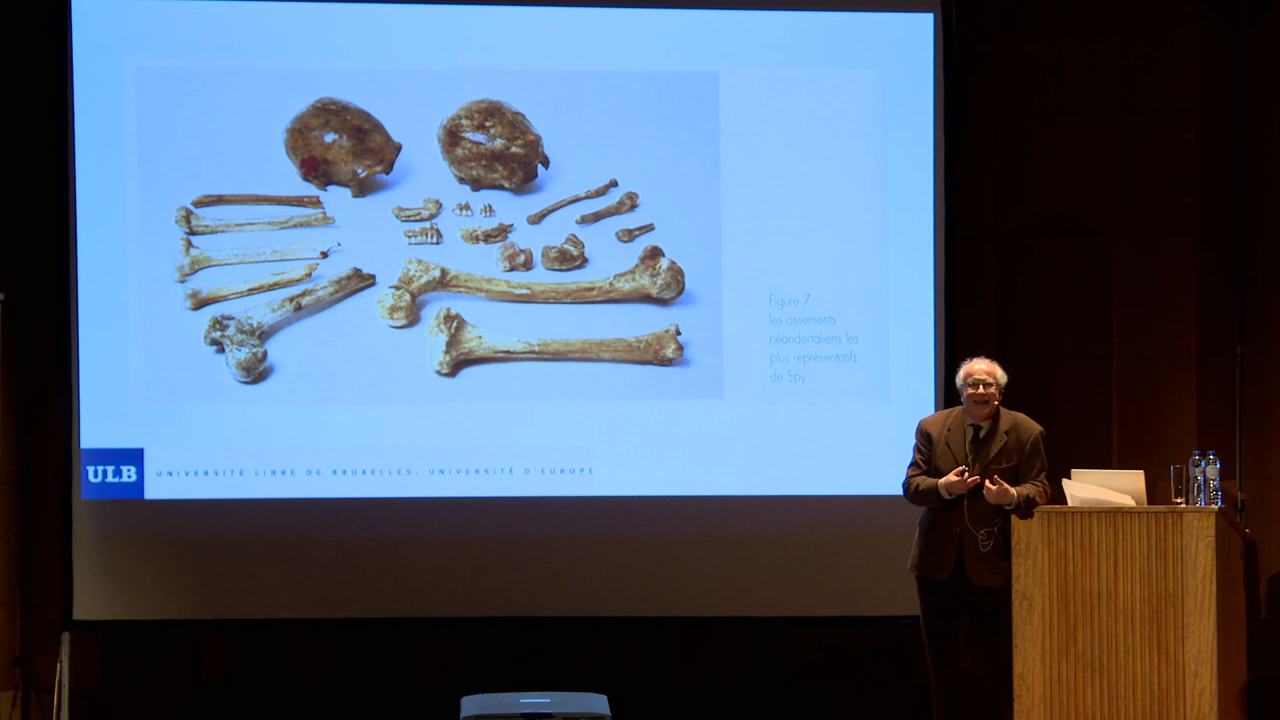 Figure 7
les ossements
néandertaliens les
plus représentatifs
de Spy
ULB
UNIVERSITÉ LIBRE DE BRUXELLES, UNIVERSITÉ D'EUROPE